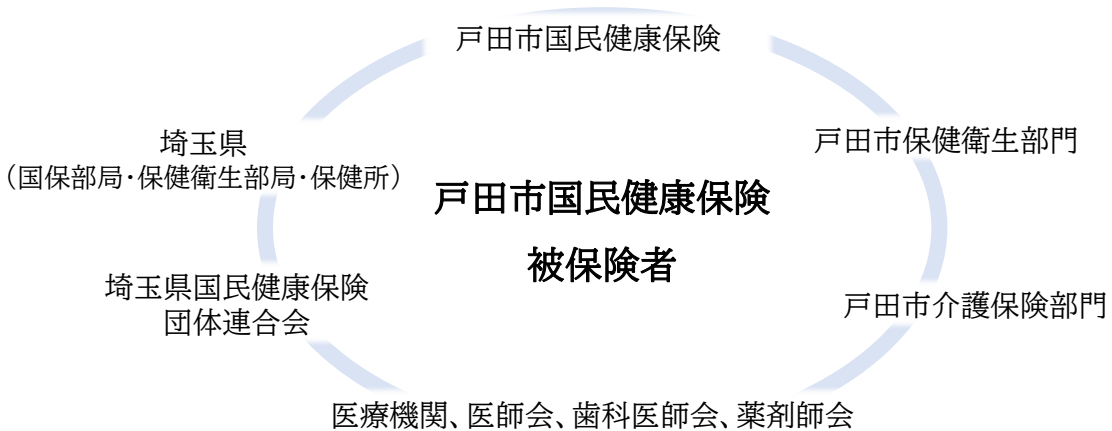 戸田市国民健康保険
戸田市保健衛生部門
埼玉県
（国保部局・保健衛生部局・保健所）
戸田市国民健康保険
被保険者
埼玉県国民健康保険
団体連合会
戸田市介護保険部門
医療機関、医師会、歯科医師会、薬剤師会